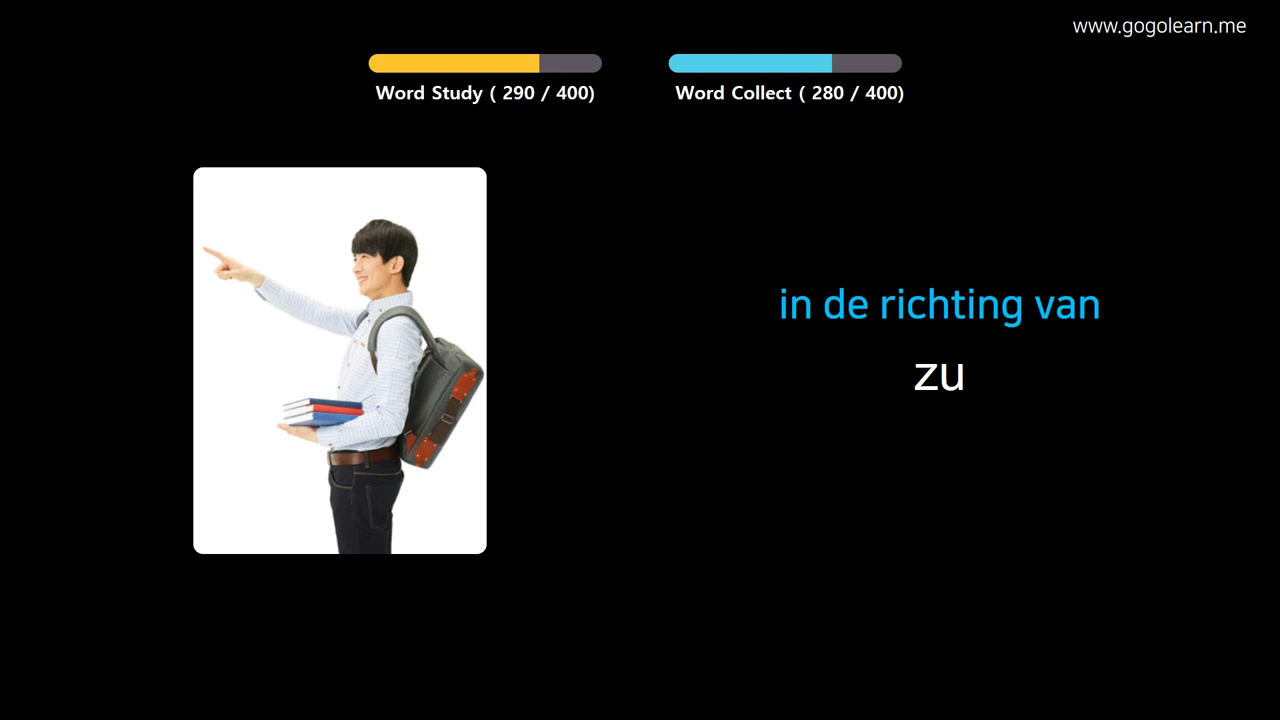 www.gogolearn.me
Word Study ( 290 / 400)
Word Collect ( 280 / 400)
in de richting van
zu